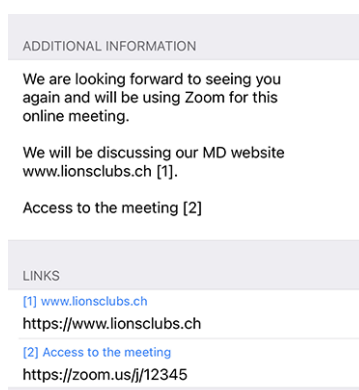 ADDITIONAL INFORMATION
We are looking forward to seeing you
again and will be using Zoom for this
online meeting.
We will be discussing our MD website
www.lionsclubs.ch [1].
Access to the meeting [2]
LINKS
[1] www.lionsclubs.ch
https://www.lionsclubs.ch
[2] Access to the meeting
https://zoom.us/j/12345